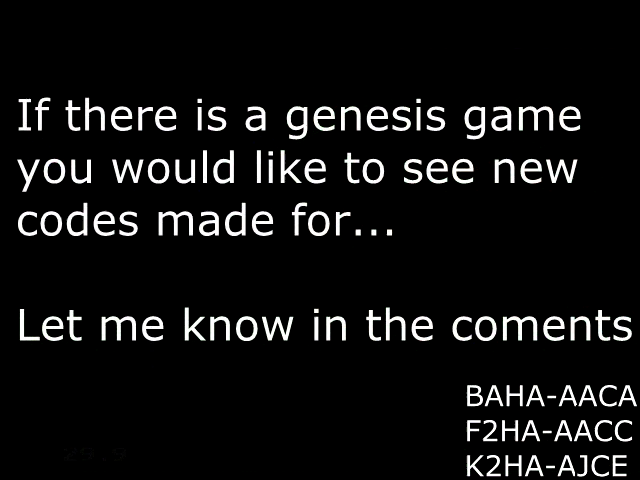 If there is a genesis game
you would like to see new
codes made for...
Let me know in the coments
BAHA-AACA
F2HA-AACC
K2HA-AJCE